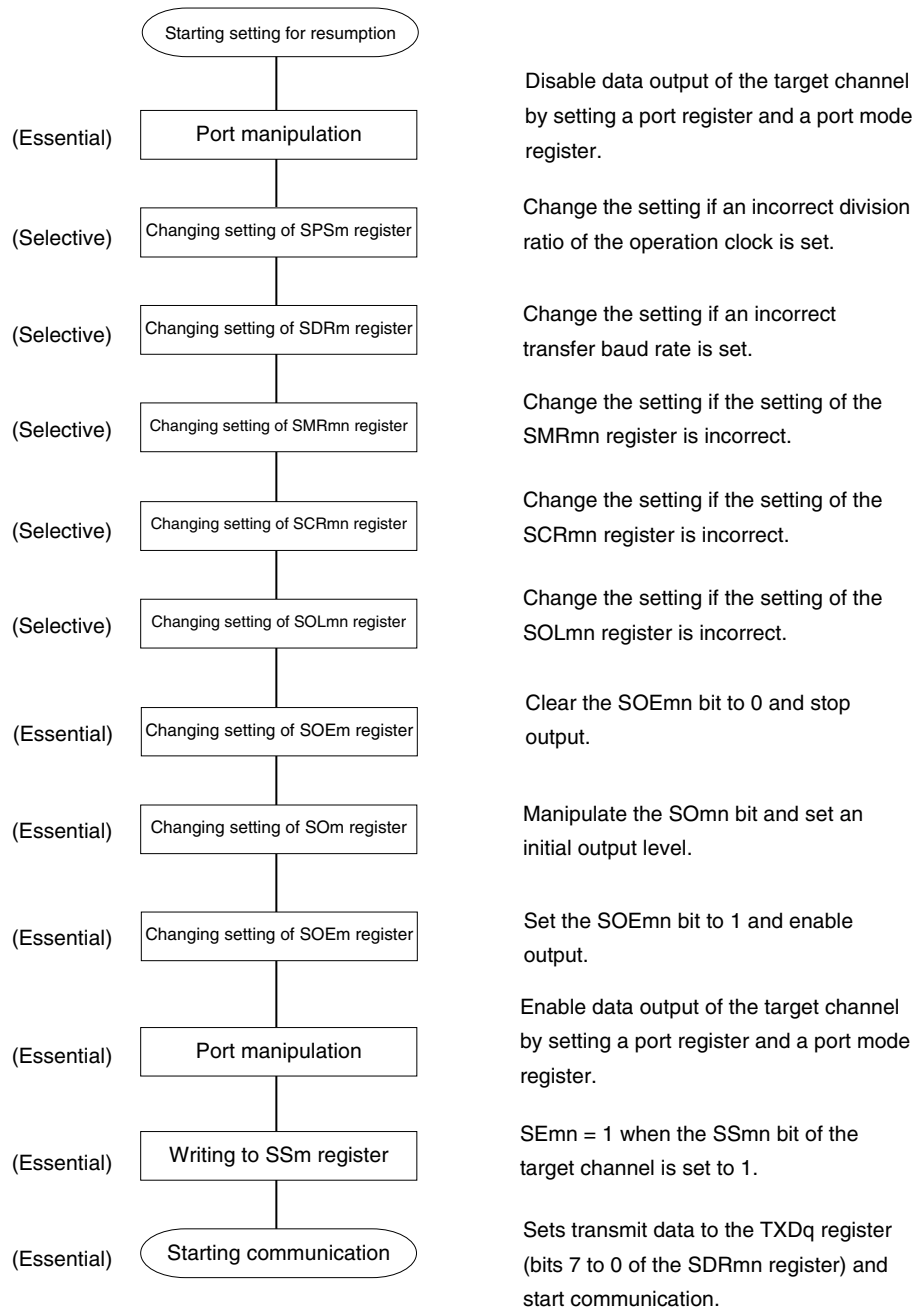 Starting setting for resumption
(Essential)
Port manipulation
Disable data output of the target channel
by setting a port register and a port mode
register.
(Selective)
Changing setting of SPSm register
Change the setting if an incorrect division
ratio of the operation clock is set.
(Selective)
Changing setting of SDRm register
Change the setting if an incorrect
transfer baud rate is set.
(Selective)
Changing setting of SMRmn register
Change the setting if the setting of the
SMRmn register is incorrect.
(Selective)
Changing setting of SCRmn register
Change the setting if the setting of the
SCRmn register is incorrect.
(Selective)
Changing setting of SOLmn register
Change the setting if the setting of the
SOLmn register is incorrect.
(Essential)
Changing setting of SOEm register
Clear the SOEmn bit to 0 and stop
output.
(Essential)
Changing setting of SOm register
Manipulate the SOmn bit and set an
initial output level.
(Essential)
Changing setting of SOEm register
Set the SOEmn bit to 1 and enable
output.
(Essential)
Port manipulation
Enable data output of the target channel
by setting a port register and a port mode
register.
(Essential)
Writing to SSm register
SEmn = 1 when the SSmn bit of the
target channel is set to 1.
(Essential)
Starting communication
Sets transmit data to the TXDq register
(bits 7 to 0 of the SDRmn register) and
start communication.